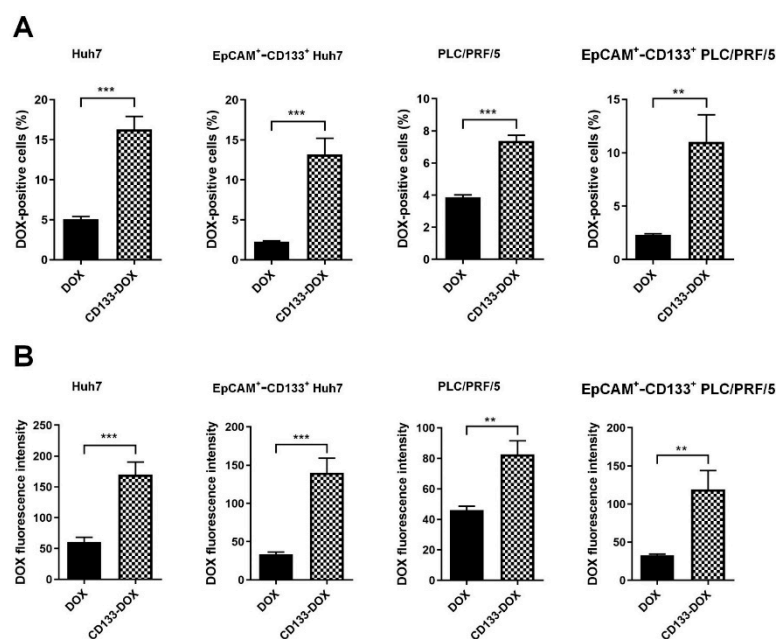 A
Huh7
EpCAM⁺-CD133⁺ Huh7
PLC/PRF/5
EpCAM⁺-CD133⁺ PLC/PRF/5
DOX-positive cells (%)
20
15
10
5
0
***
DOX
CD133-DOX
DOX-positive cells (%)
20
15
10
5
0
***
DOX
CD133-DOX
DOX-positive cells (%)
8
6
4
2
0
***
DOX
CD133-DOX
DOX-positive cells (%)
15
10
5
0
**
DOX
CD133-DOX
B
Huh7
EpCAM⁺-CD133⁺ Huh7
PLC/PRF/5
EpCAM⁺-CD133⁺ PLC/PRF/5
DOX fluorescence intensity
250
200
150
100
50
0
***
DOX
CD133-DOX
DOX fluorescence intensity
200
150
100
50
0
***
DOX
CD133-DOX
DOX fluorescence intensity
100
80
60
40
20
0
**
DOX
CD133-DOX
DOX fluorescence intensity
200
150
100
50
0
**
DOX
CD133-DOX